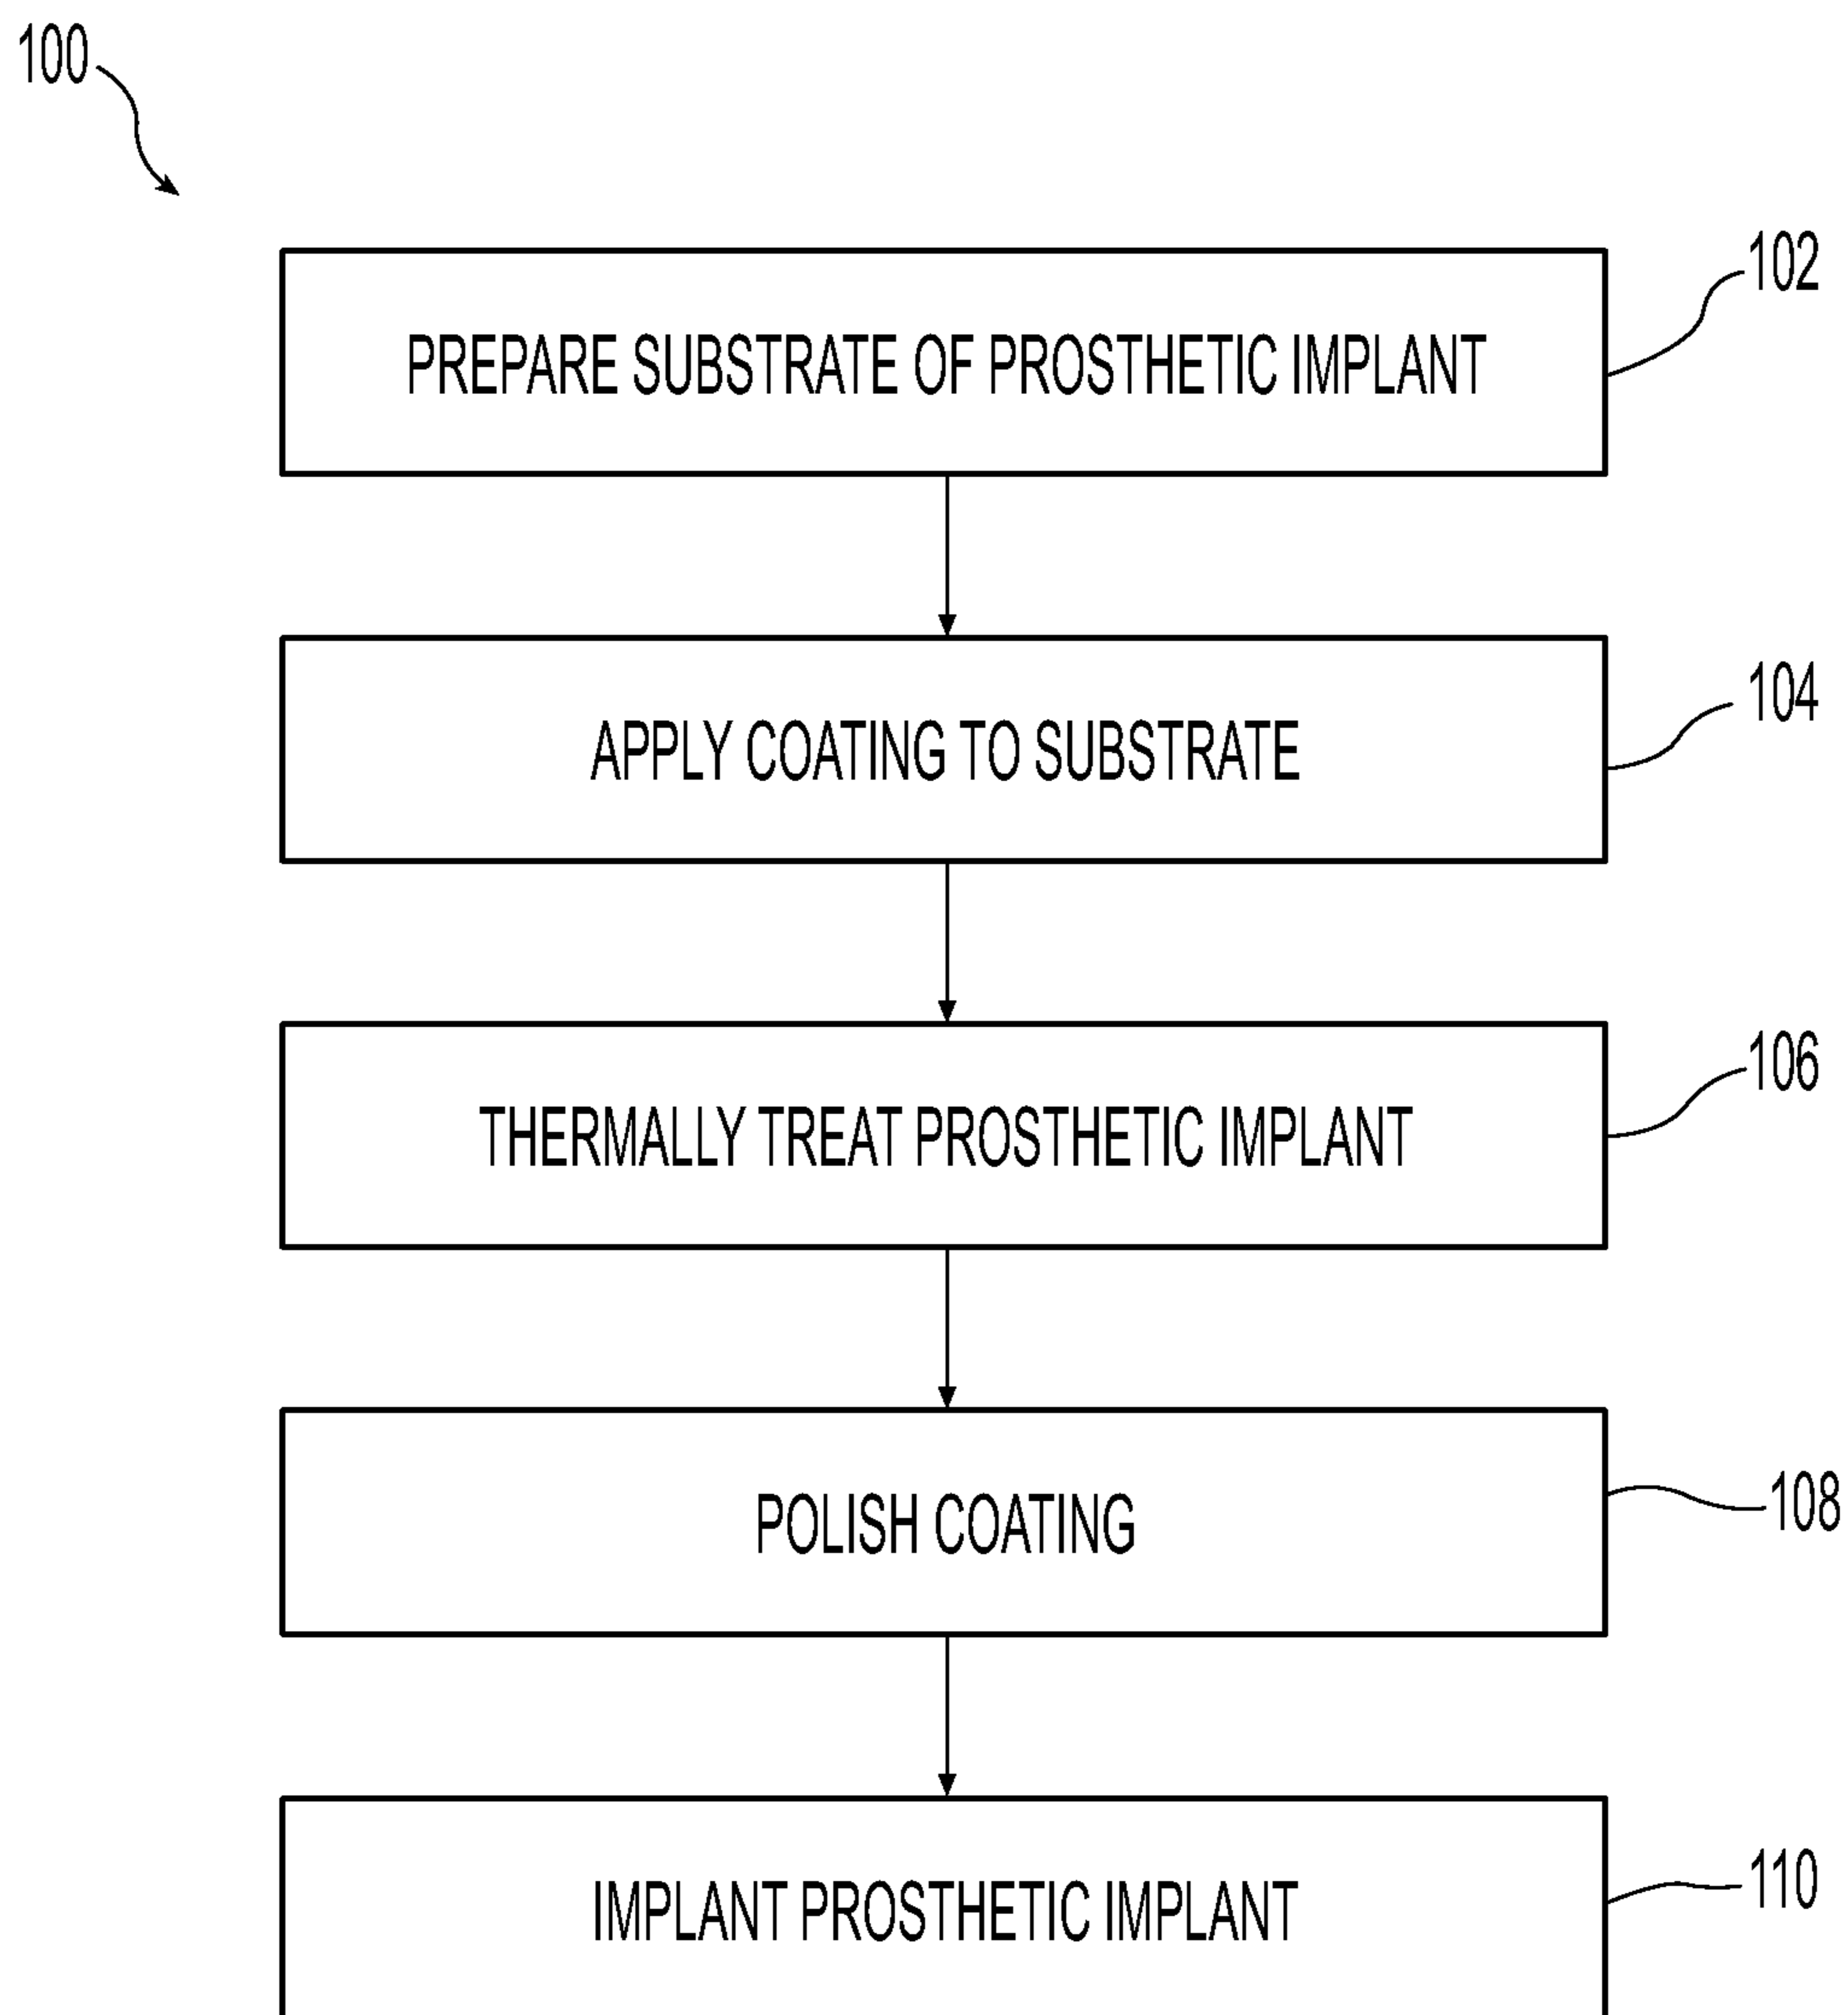 100
102
PREPARE SUBSTRATE OF PROSTHETIC IMPLANT
104
APPLY COATING TO SUBSTRATE
106
THERMALLY TREAT PROSTHETIC IMPLANT
108
POLISH COATING
110
IMPLANT PROSTHETIC IMPLANT